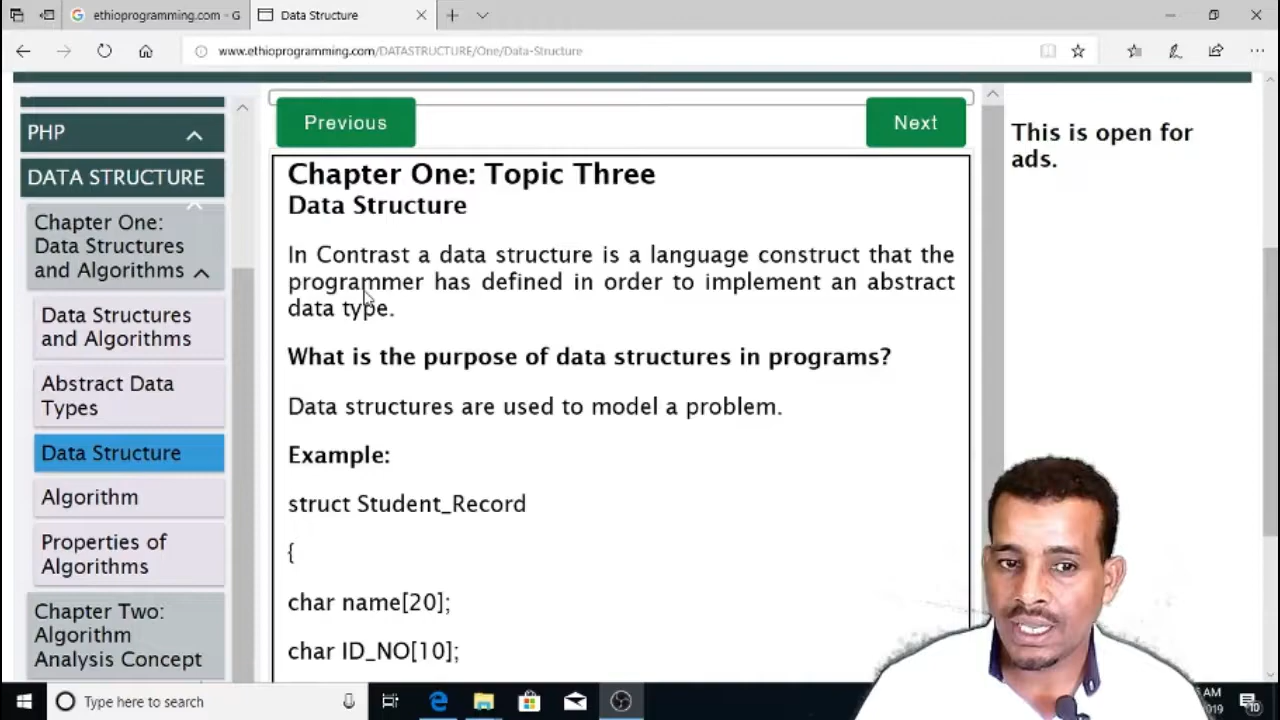 ethioprogramming.com - G
Data Structure
www.ethioprogramming.com/DATASTRUCTURE/One/Data-Structure
PHP
DATA STRUCTURE
Chapter One:
Data Structures
and Algorithms
Data Structures
and Algorithms
Abstract Data
Types
Data Structure
Algorithm
Properties of
Algorithms
Chapter Two:
Algorithm
Analysis Concept
Previous
Next
Chapter One: Topic Three
Data Structure
In Contrast a data structure is a language construct that the
programmer has defined in order to implement an abstract
data type.
What is the purpose of data structures in programs?
Data structures are used to model a problem.
Example:
struct Student_Record
{
char name[20];
char ID_NO[10];
This is open for
ads.
Type here to search
AM
2019
10